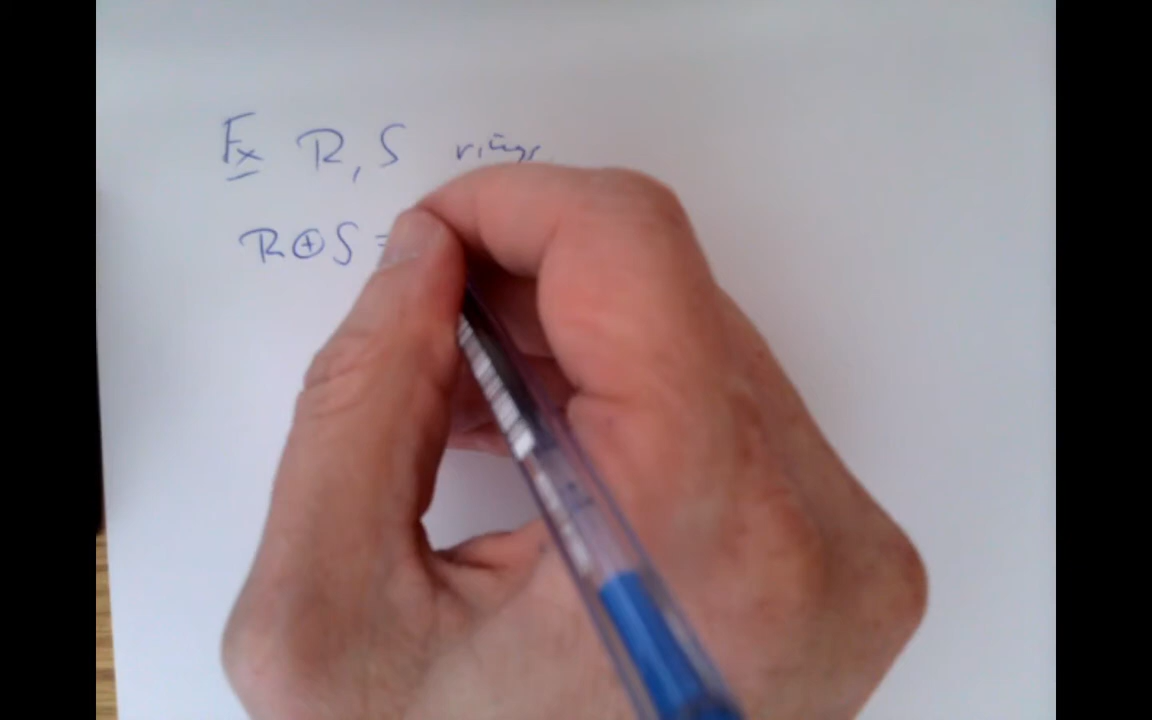 Ex R, S rings
R⊕S =